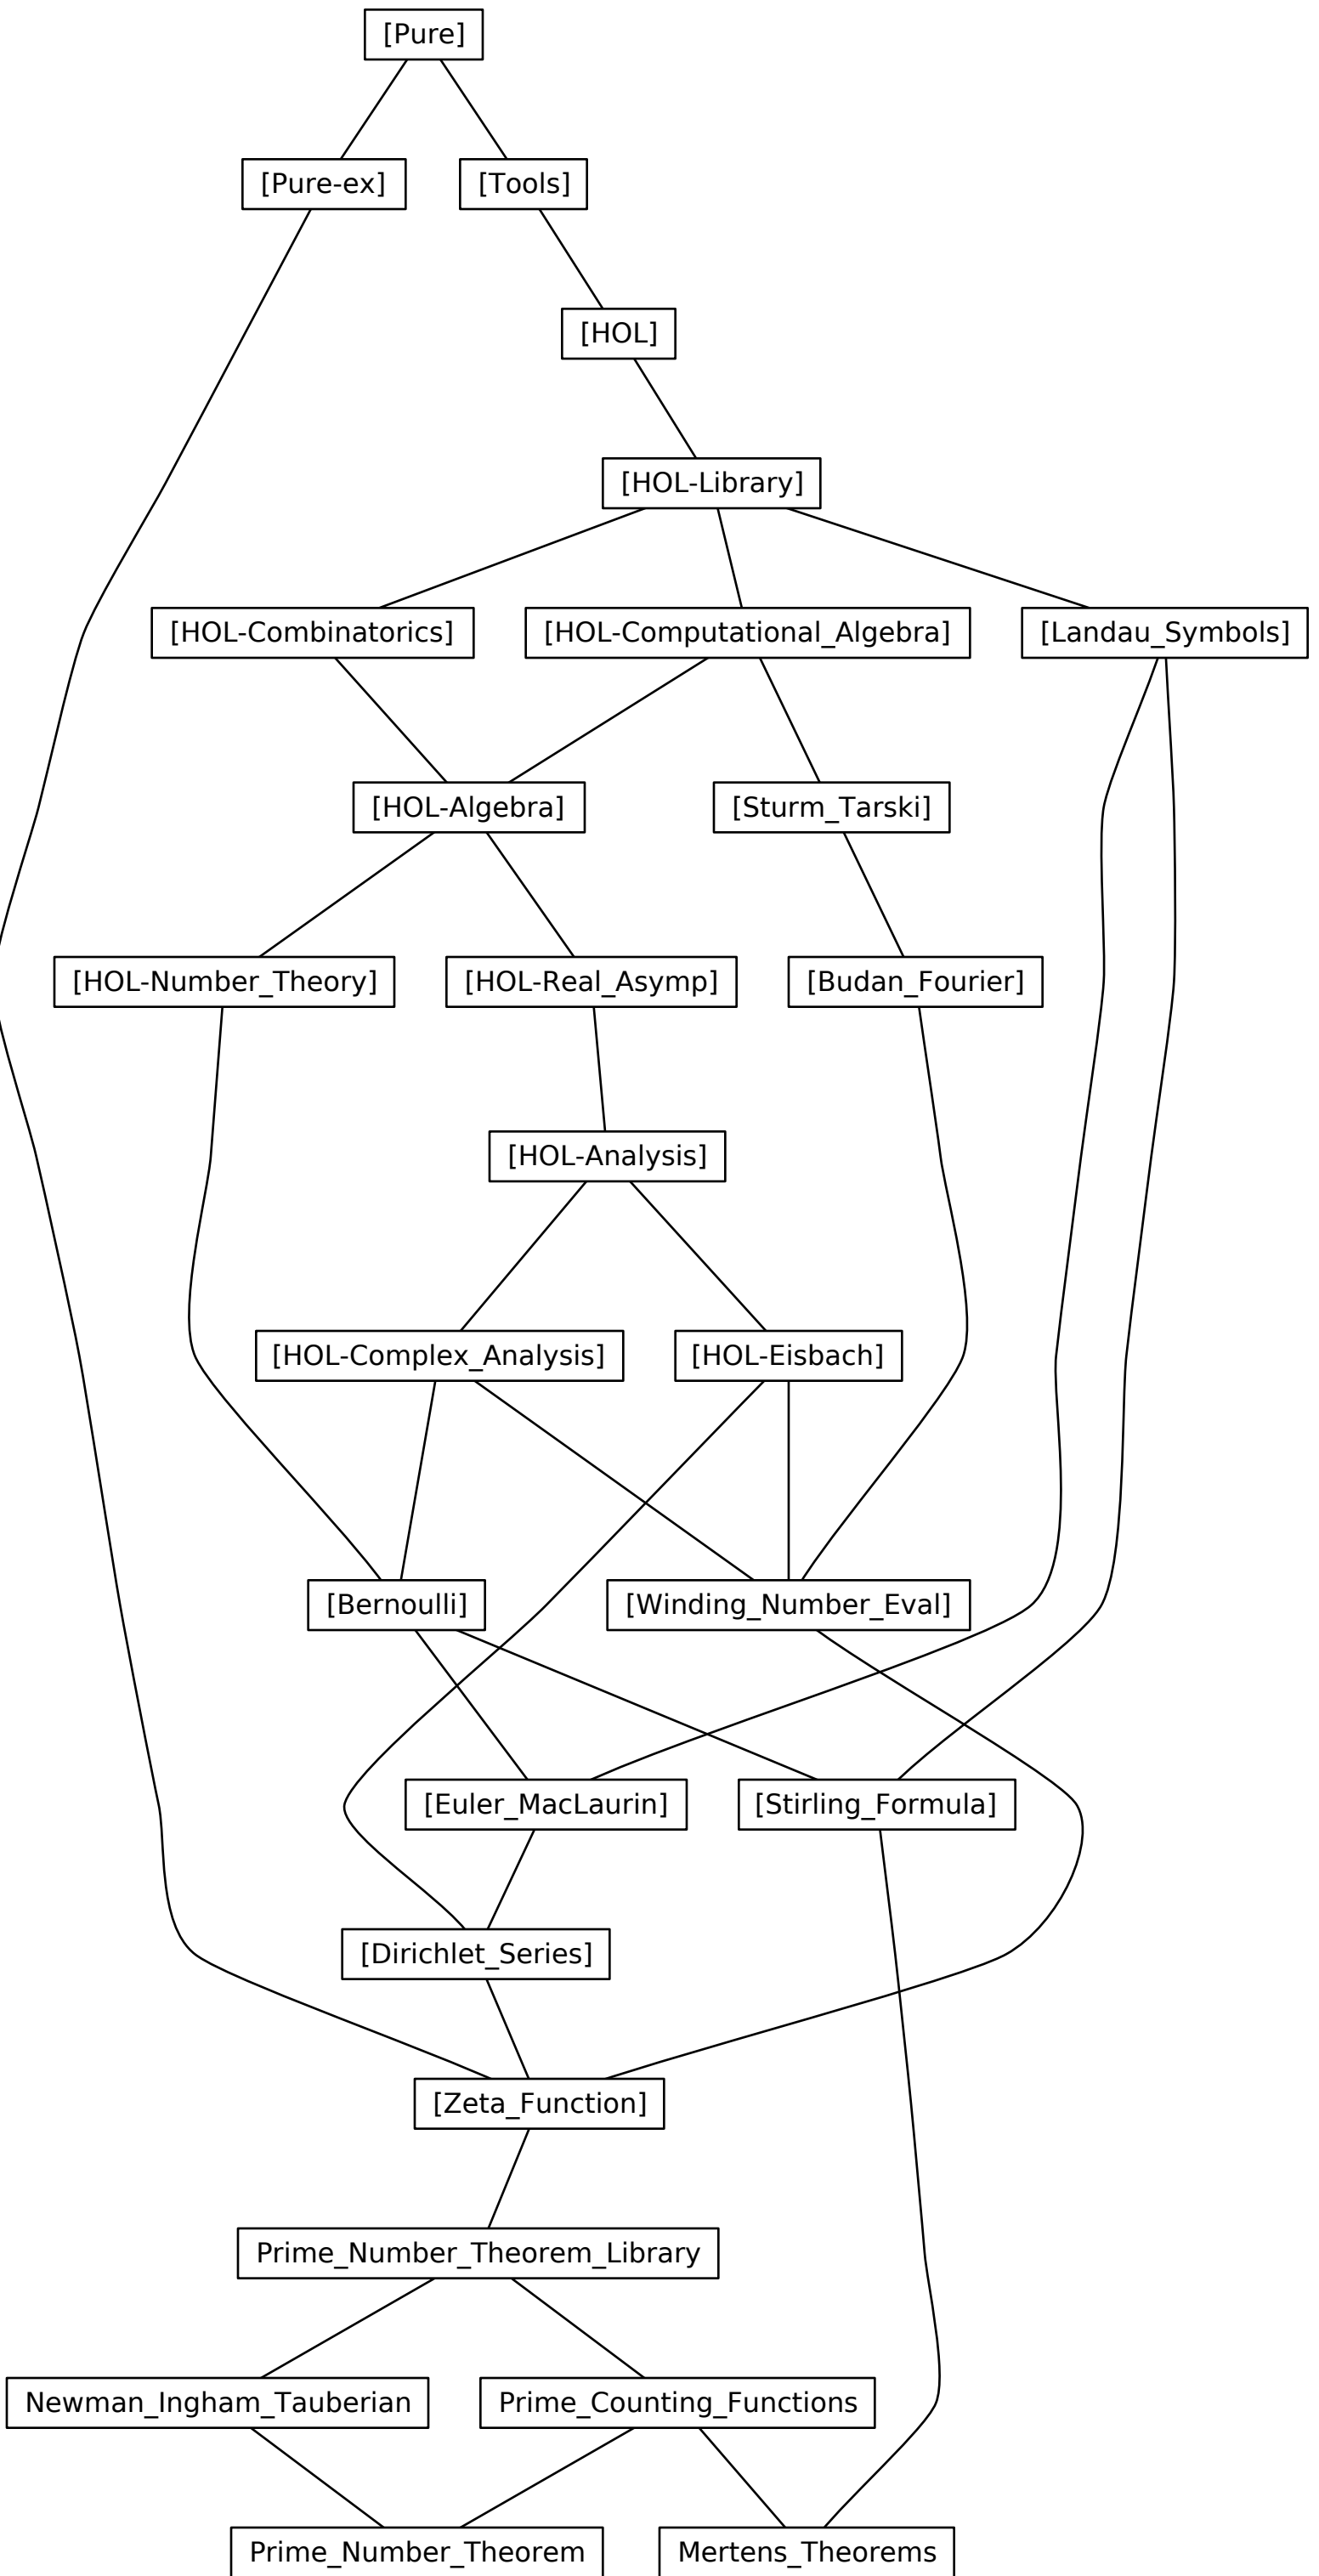 [Pure]
[Pure-ex]
[Tools]
[HOL]
[HOL-Library]
[HOL-Combinatorics]
[HOL-Computational_Algebra]
[Landau_Symbols]
[HOL-Algebra]
[Sturm_Tarski]
[HOL-Number_Theory]
[HOL-Real_Asymp]
[Budan_Fourier]
[HOL-Analysis]
[HOL-Complex_Analysis]
[HOL-Eisbach]
[Bernoulli]
[Winding_Number_Eval]
[Euler_MacLaurin]
[Stirling_Formula]
[Dirichlet_Series]
[Zeta_Function]
Prime_Number_Theorem_Library
Newman_Ingham_Tauberian
Prime_Counting_Functions
Prime_Number_Theorem
Mertens_Theorems